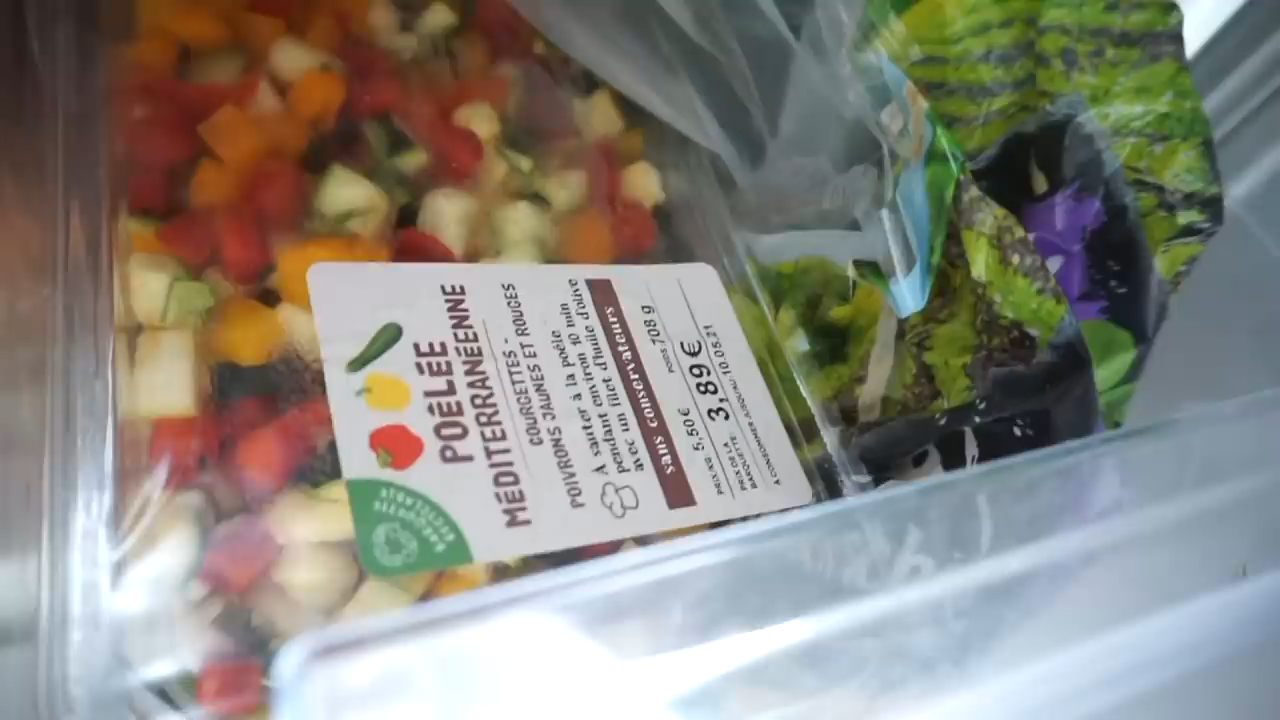 POÊLÉE
MÉDITERRANÉENNE
COURGETTES -
POIVRONS JAUNES ET ROUGES
À sauter à la poêle
pendant environ 10 min
avec un filet d'huile d'olive
sans conservateurs
POIDS: 708 g
PRIX/KG: 5,50 €
PRIX DE LA
BARQUETTE: 3,89 €
À CONSOMMER JUSQU'AU: 10.05.21
BARQUETTE
RECYCLABLE